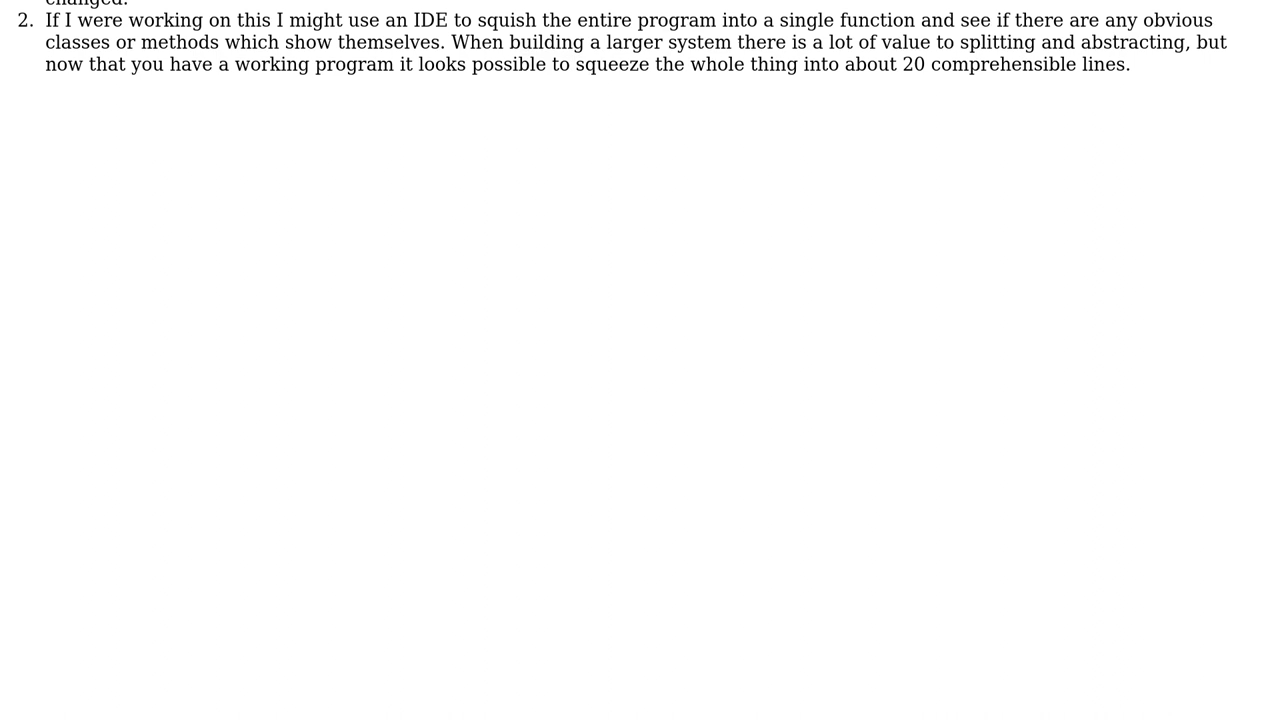 changed.
2. If I were working on this I might use an IDE to squish the entire program into a single function and see if there are any obvious
classes or methods which show themselves. When building a larger system there is a lot of value to splitting and abstracting, but
now that you have a working program it looks possible to squeeze the whole thing into about 20 comprehensible lines.